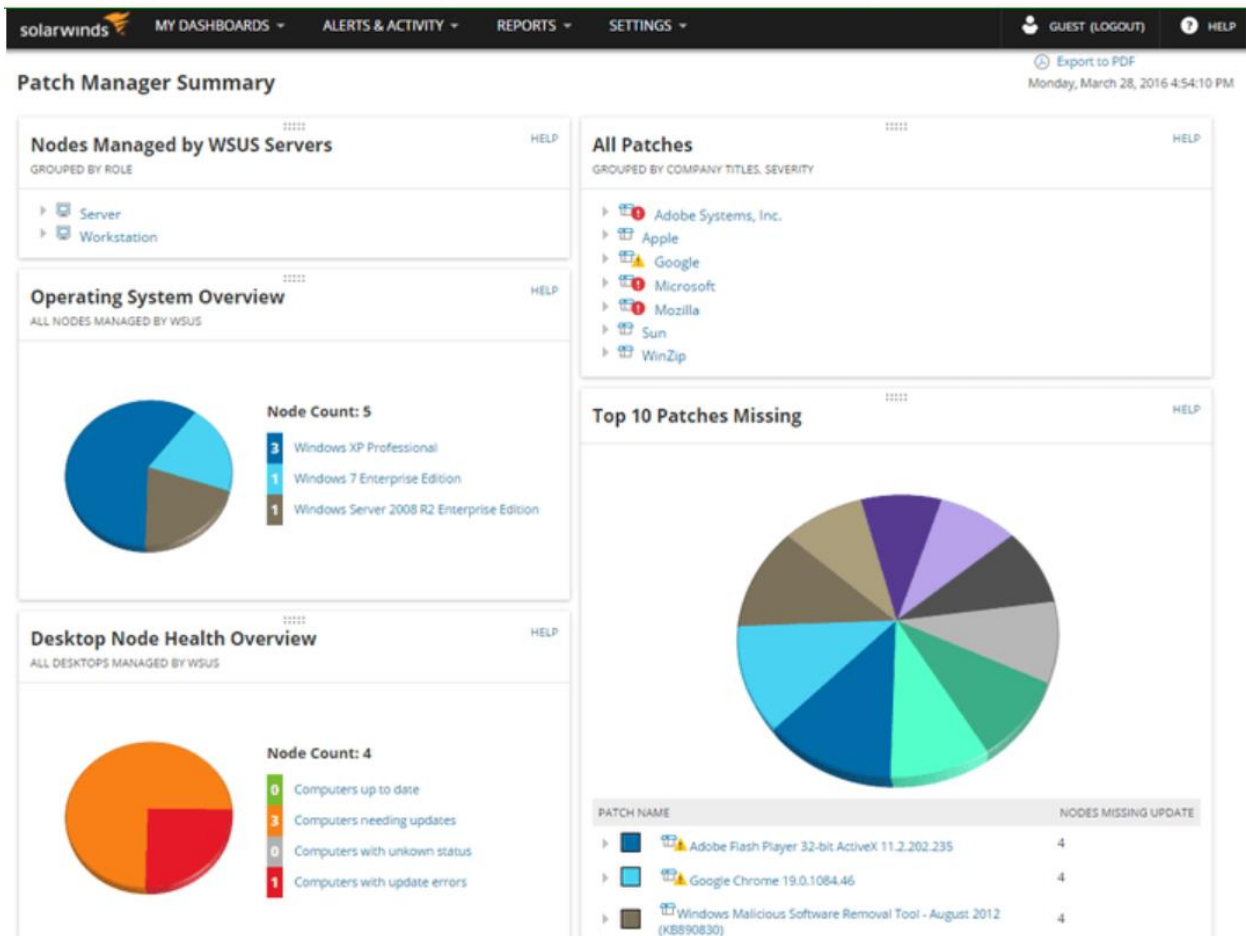 solarwinds MY DASHBOARDS ALERTS & ACTIVITY REPORTS SETTINGS GUEST (LOGOUT) ? HELP
Export to PDF
Patch Manager Summary
Monday, March 28, 2016 4:54:10 PM
Nodes Managed by WSUS Servers HELP
GROUPED BY ROLE
Server
Workstation
Operating System Overview HELP
ALL NODES MANAGED BY WSUS
Node Count: 5
3 Windows XP Professional
1 Windows 7 Enterprise Edition
1 Windows Server 2008 R2 Enterprise Edition
Desktop Node Health Overview HELP
ALL DESKTOPS MANAGED BY WSUS
Node Count: 4
0 Computers up to date
3 Computers needing updates
0 Computers with unkown status
1 Computers with update errors
All Patches HELP
GROUPED BY COMPANY TITLES, SEVERITY
Adobe Systems, Inc.
Apple
Google
Microsoft
Mozilla
Sun
WinZip
Top 10 Patches Missing HELP
PATCH NAME NODES MISSING UPDATE
Adobe Flash Player 32-bit ActiveX 11.2.202.235 4
Google Chrome 19.0.1084.46 4
Windows Malicious Software Removal Tool - August 2012 4
(KB890830)